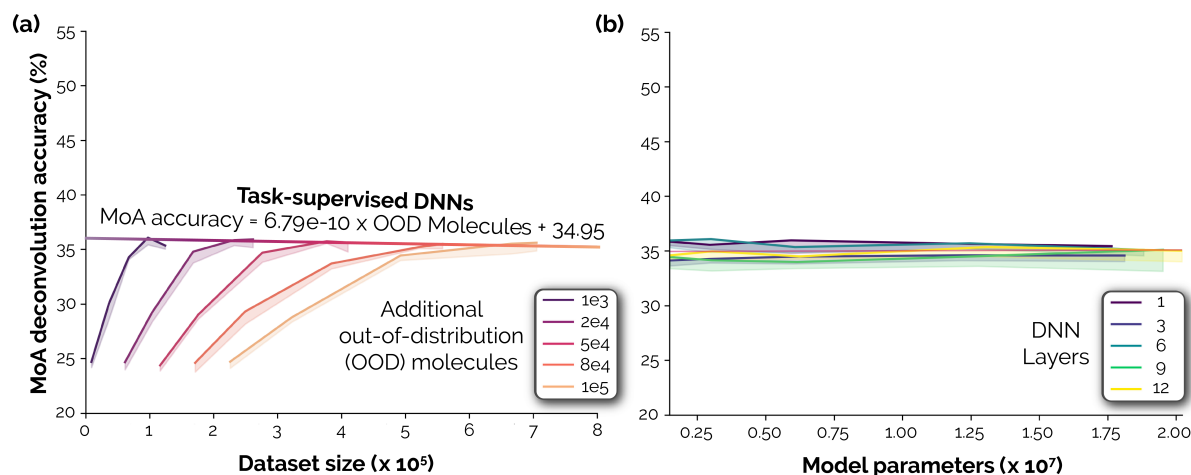 (a)
MoA deconvolution accuracy (%)
55
50
45
40
35
30
25
20
Task-supervised DNNs
MoA accuracy = 6.79e-10 x OOD Molecules + 34.95
Additional
out-of-distribution
(OOD) molecules
1e3
2e4
5e4
8e4
1e5
0 1 2 3 4 5 6 7 8
Dataset size (x 10⁵)
(b)
55
50
45
40
35
30
25
20
DNN
Layers
1
3
6
9
12
0.25 0.50 0.75 1.00 1.25 1.50 1.75 2.00
Model parameters (x 10⁷)